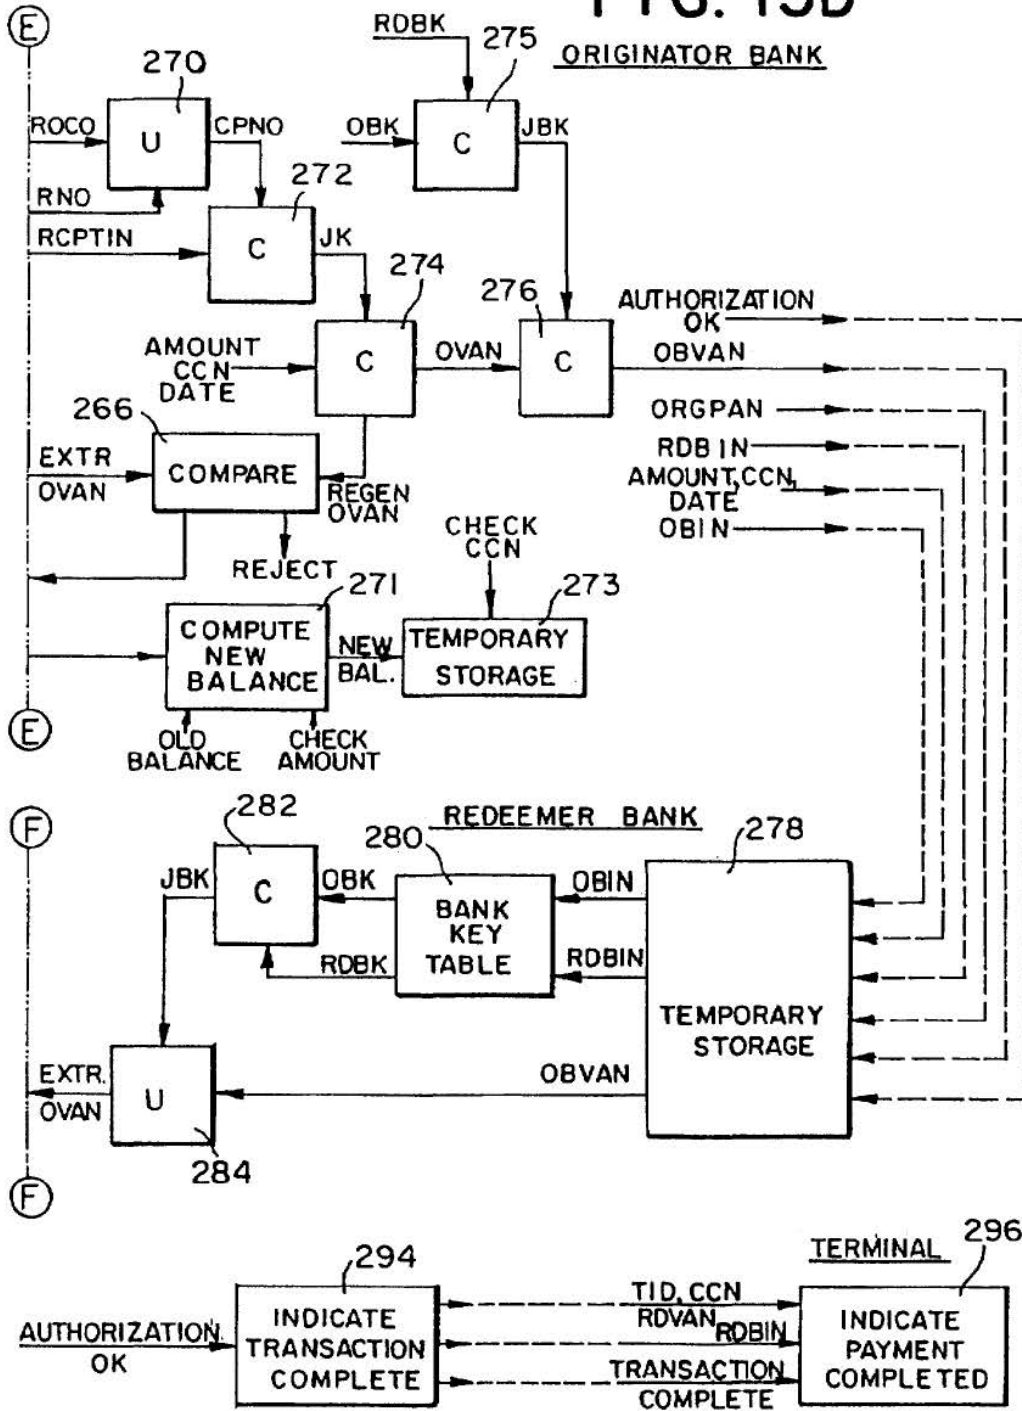 FIG. 13D
E
RDBK
275
ORIGINATOR BANK
270
ROCO
U
CPNO
OBK
C
JBK
272
RNO
RCPTIN
C
JK
274
276
AUTHORIZATION
OK
AMOUNT
CCN
DATE
C
OVAN
C
OBVAN
266
ORGPAN
EXTR
OVAN
COMPARE
REGEN
OVAN
RDBIN
AMOUNT, CCN,
DATE
OBIN
CHECK
CCN
REJECT
271
273
COMPUTE
NEW
BALANCE
NEW
BAL.
TEMPORARY
STORAGE
E
OLD
BALANCE
CHECK
AMOUNT
F
282
REDEEMER BANK
280
278
JBK
C
OBK
BANK
KEY
TABLE
OBIN
RDBK
RDBIN
TEMPORARY
STORAGE
EXTR.
OVAN
U
OBVAN
284
F
294
TERMINAL
296
AUTHORIZATION
OK
INDICATE
TRANSACTION
COMPLETE
TID, CCN
RDVAN
RDBIN
TRANSACTION
COMPLETE
INDICATE
PAYMENT
COMPLETED